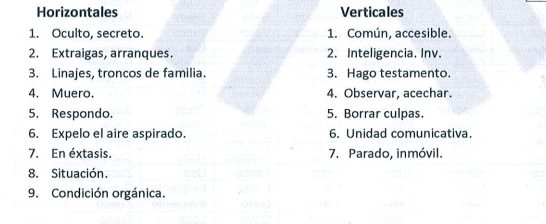 Horizontales
1. Oculto, secreto.
2. Extraigas, arranques.
3. Linajes, troncos de familia.
4. Muero.
5. Respondo.
6. Expelo el aire aspirado.
7. En éxtasis.
8. Situación.
9. Condición orgánica.
Verticales
1. Común, accesible.
2. Inteligencia. Inv.
3. Hago testamento.
4. Observar, acechar.
5. Borrar culpas.
6. Unidad comunicativa.
7. Parado, inmóvil.